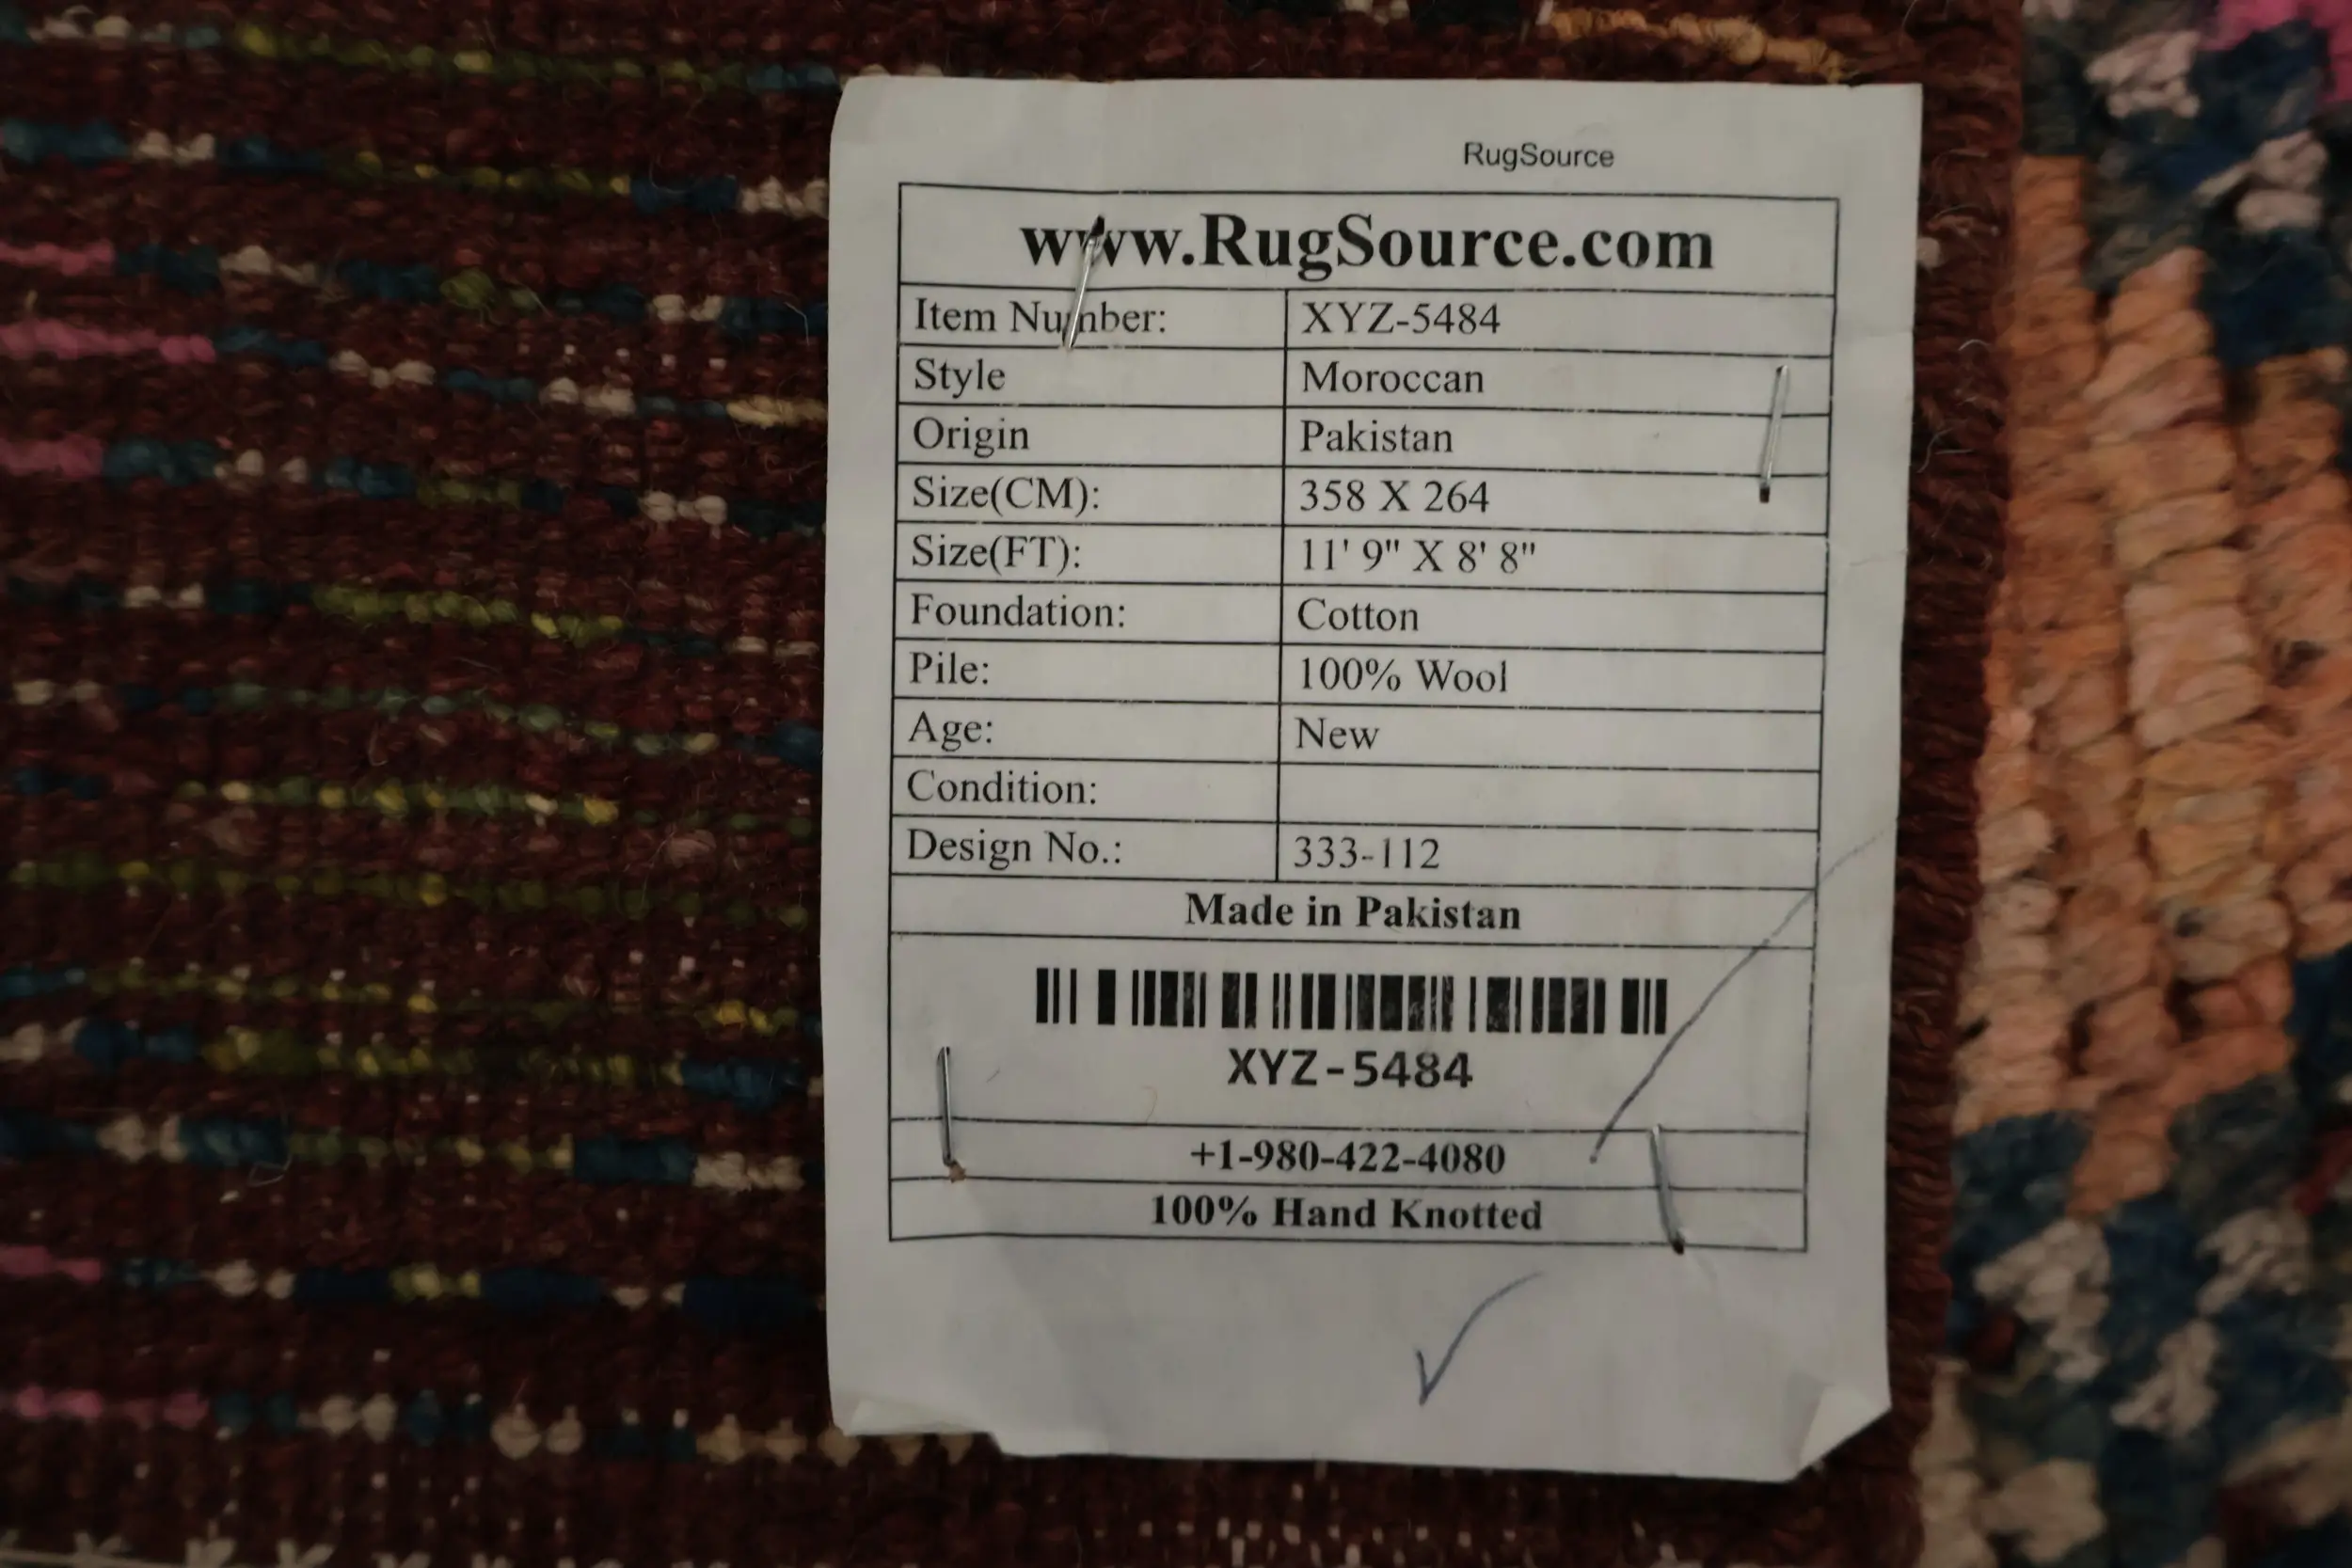 RugSource
www.RugSource.com
Item Number: XYZ-5484
Style Moroccan
Origin Pakistan
Size(CM): 358 X 264
Size(FT): 11' 9" X 8' 8"
Foundation: Cotton
Pile: 100% Wool
Age: New
Condition:
Design No.: 333-112
Made in Pakistan
XYZ-5484
+1-980-422-4080
100% Hand Knotted